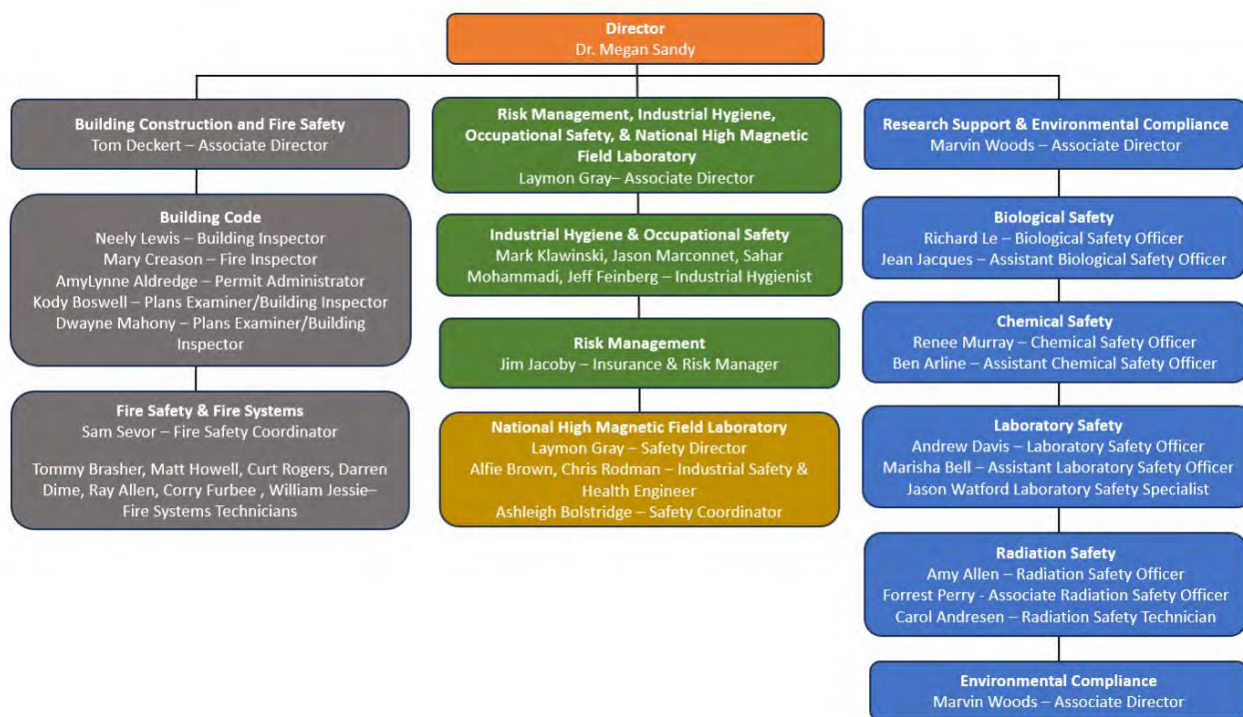 Director
Dr. Megan Sandy
Building Construction and Fire Safety
Tom Deckert – Associate Director
Building Code
Neely Lewis – Building Inspector
Mary Creason – Fire Inspector
AmyLynne Aldredge – Permit Administrator
Kody Boswell – Plans Examiner/Building Inspector
Dwayne Mahony – Plans Examiner/Building
Inspector
Fire Safety & Fire Systems
Sam Sevor – Fire Safety Coordinator
Tommy Brasher, Matt Howell, Curt Rogers, Darren
Dime, Ray Allen, Corry Furbee , William Jessie–
Fire Systems Technicians
Risk Management, Industrial Hygiene,
Occupational Safety, & National High Magnetic
Field Laboratory
Laymon Gray– Associate Director
Industrial Hygiene & Occupational Safety
Mark Klawinski, Jason Marconnet, Sahar
Mohammadi, Jeff Feinberg – Industrial Hygienist
Risk Management
Jim Jacoby – Insurance & Risk Manager
National High Magnetic Field Laboratory
Laymon Gray – Safety Director
Alfie Brown, Chris Rodman – Industrial Safety &
Health Engineer
Ashleigh Bolstridge – Safety Coordinator
Research Support & Environmental Compliance
Marvin Woods – Associate Director
Biological Safety
Richard Le – Biological Safety Officer
Jean Jacques – Assistant Biological Safety Officer
Chemical Safety
Renee Murray – Chemical Safety Officer
Ben Arline – Assistant Chemical Safety Officer
Laboratory Safety
Andrew Davis – Laboratory Safety Officer
Marisha Bell – Assistant Laboratory Safety Officer
Jason Watford Laboratory Safety Specialist
Radiation Safety
Amy Allen – Radiation Safety Officer
Forrest Perry - Associate Radiation Safety Officer
Carol Andresen – Radiation Safety Technician
Environmental Compliance
Marvin Woods – Associate Director